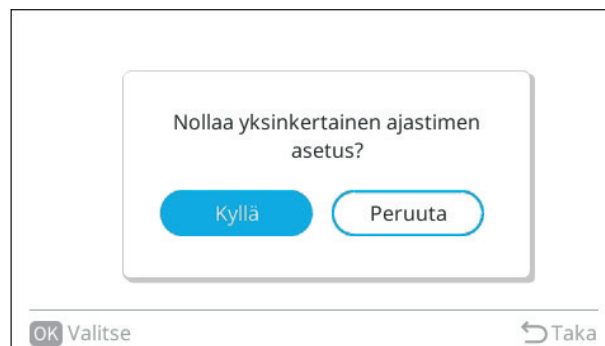 Nollaa yksinkertainen ajastimen
asetus?
Kyllä Peruuta
OK Valitse Taka